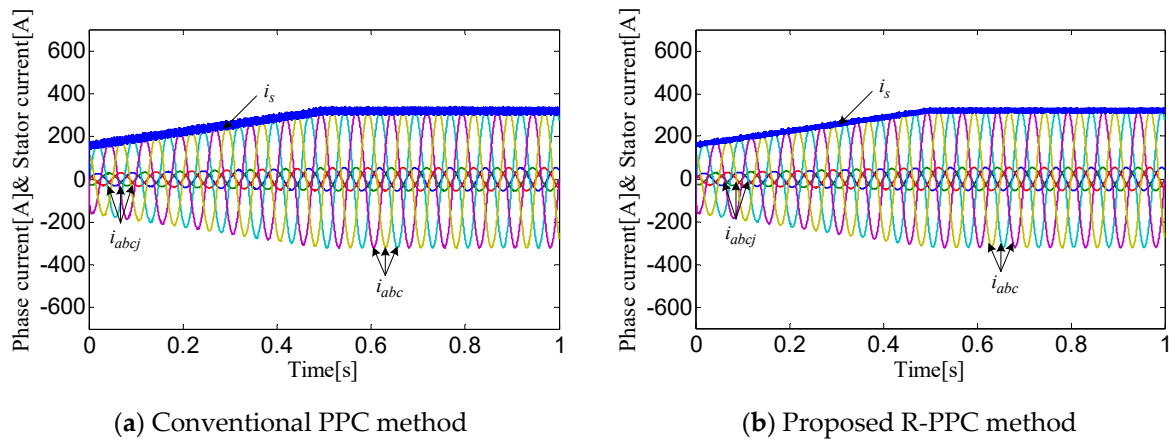 Phase current[A]& Stator current[A]
600
400
200
0
-200
-400
-600
i_s
i_abcj
i_abc
0
0.2
0.4
0.6
0.8
1
Time[s]
(a) Conventional PPC method
Phase current[A]& Stator current[A]
600
400
200
0
-200
-400
-600
i_s
i_abcj
i_abc
0
0.2
0.4
0.6
0.8
1
Time[s]
(b) Proposed R-PPC method